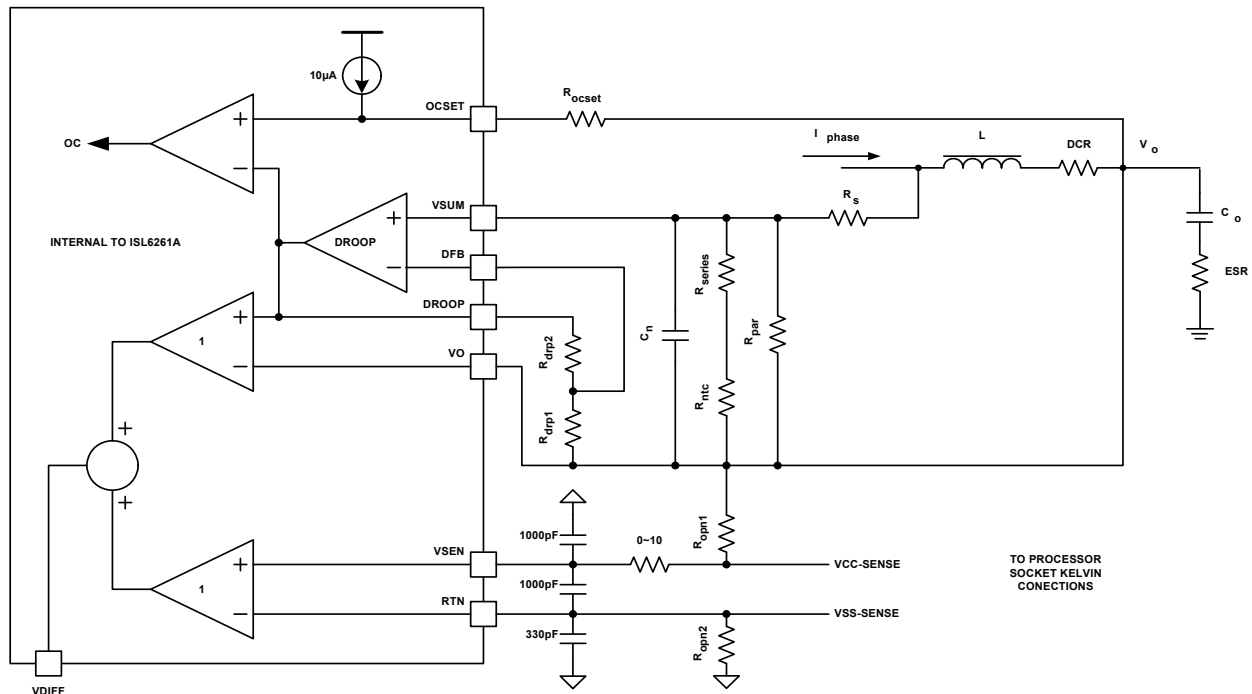 10µA
OCSET
R ocset
I phase
L
DCR
V o
OC
VSUM
R s
C o
INTERNAL TO ISL6261A
DROOP
DFB
R series
ESR
DROOP
C n
R par
1
VO
R drp2
R ntc
R drp1
1000pF
0~10
R opn1
VSEN
VCC-SENSE
TO PROCESSOR
SOCKET KELVIN
CONECTIONS
1
1000pF
RTN
VSS-SENSE
330pF
R opn2
VDIFF